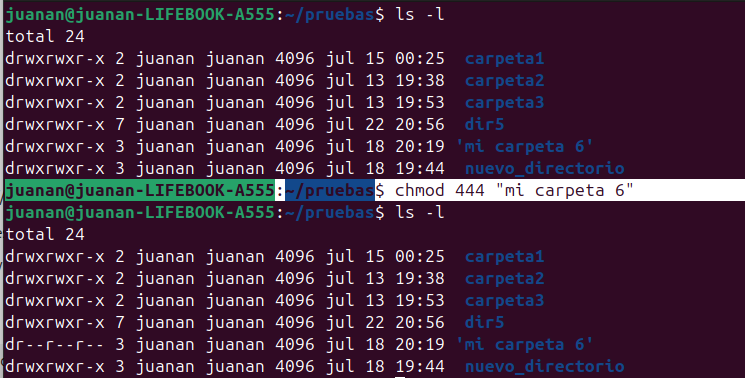 juanan@juanan-LIFEBOOK-A555:~/pruebas$ ls -l
total 24
drwxrwxr-x 2 juanan juanan 4096 jul 15 00:25  carpeta1
drwxrwxr-x 2 juanan juanan 4096 jul 13 19:38  carpeta2
drwxrwxr-x 2 juanan juanan 4096 jul 13 19:53  carpeta3
drwxrwxr-x 7 juanan juanan 4096 jul 22 20:56  dir5
drwxrwxr-x 3 juanan juanan 4096 jul 18 20:19 'mi carpeta 6'
drwxrwxr-x 3 juanan juanan 4096 jul 18 19:44  nuevo_directorio
juanan@juanan-LIFEBOOK-A555:~/pruebas$ chmod 444 "mi carpeta 6"
juanan@juanan-LIFEBOOK-A555:~/pruebas$ ls -l
total 24
drwxrwxr-x 2 juanan juanan 4096 jul 15 00:25  carpeta1
drwxrwxr-x 2 juanan juanan 4096 jul 13 19:38  carpeta2
drwxrwxr-x 2 juanan juanan 4096 jul 13 19:53  carpeta3
drwxrwxr-x 7 juanan juanan 4096 jul 22 20:56  dir5
dr--r--r-- 3 juanan juanan 4096 jul 18 20:19 'mi carpeta 6'
drwxrwxr-x 3 juanan juanan 4096 jul 18 19:44  nuevo_directorio